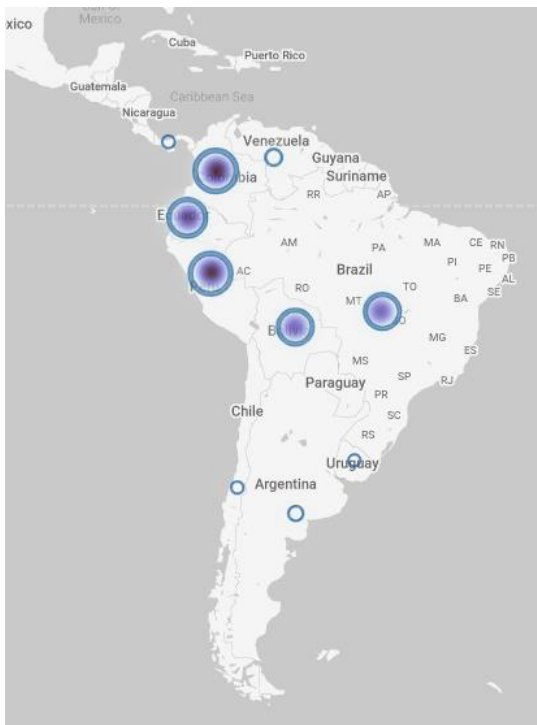 Mexico
xico
Cuba
Puerto Rico
Guatemala
Caribbean Sea
Nicaragua
Venezuela
Guyana
Suriname
RR
AP
AM
PA
MA
CE
RN
PB
PI
PE
AL
SE
AC
Brazil
RO
MT
TO
BA
MG
ES
MS
Paraguay
SP
RJ
PR
Chile
SC
RS
Uruguay
Argentina